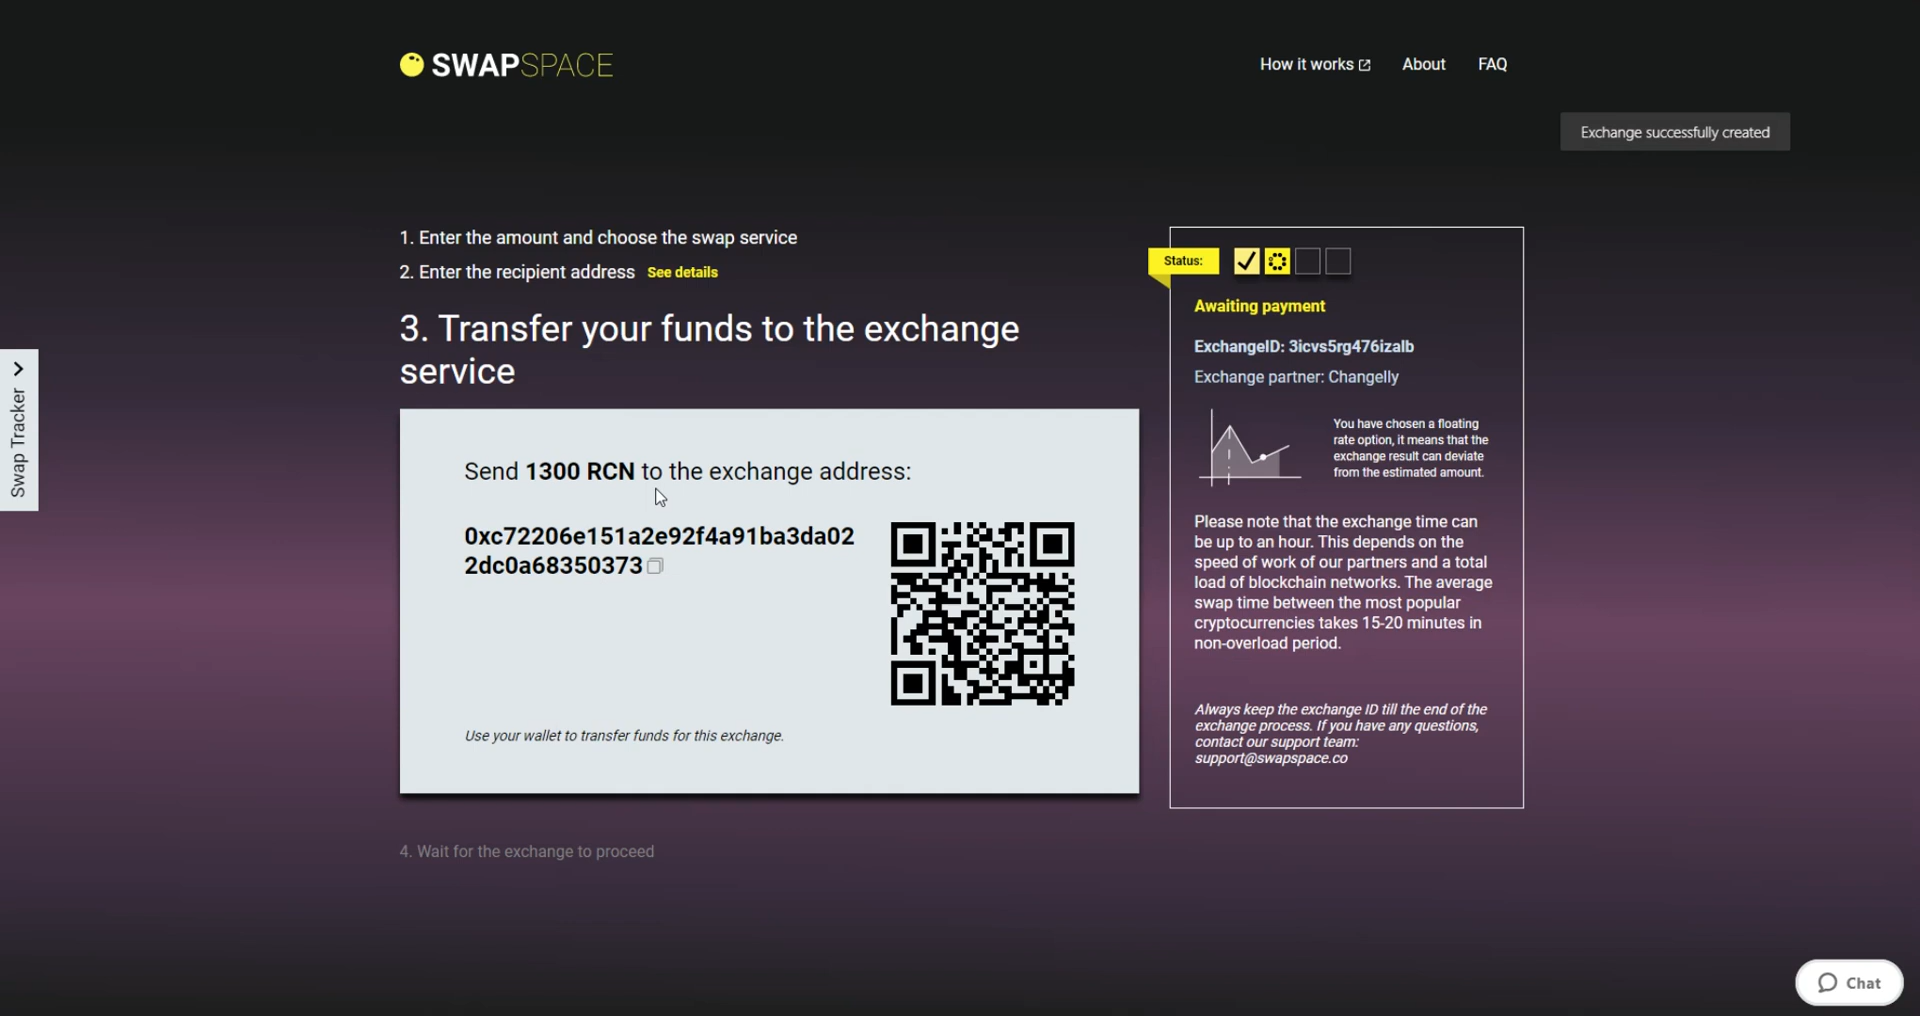 SWAPSPACE
How it works
About
FAQ
Exchange successfully created
1. Enter the amount and choose the swap service
2. Enter the recipient address See details
3. Transfer your funds to the exchange
service
Swap Tracker
Send 1300 RCN to the exchange address:
0xc72206e151a2e92f4a91ba3da02
2dc0a68350373
Use your wallet to transfer funds for this exchange.
4. Wait for the exchange to proceed
Status:
Awaiting payment
ExchangeID: 3icvs5rg476izalb
Exchange partner: Changelly
You have chosen a floating
rate option, it means that the
exchange result can deviate
from the estimated amount.
Please note that the exchange time can
be up to an hour. This depends on the
speed of work of our partners and a total
load of blockchain networks. The average
swap time between the most popular
cryptocurrencies takes 15-20 minutes in
non-overload period.
Always keep the exchange ID till the end of the
exchange process. If you have any questions,
contact our support team:
support@swapspace.co
Chat